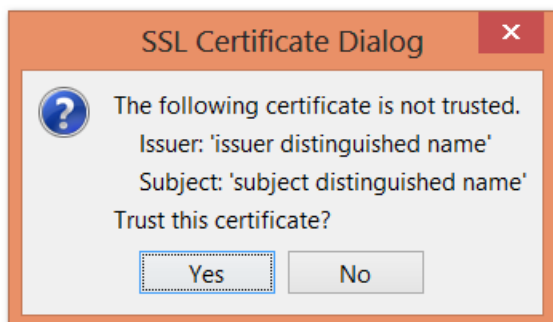 SSL Certificate Dialog
The following certificate is not trusted.
Issuer: 'issuer distinguished name'
Subject: 'subject distinguished name'
Trust this certificate?
Yes No